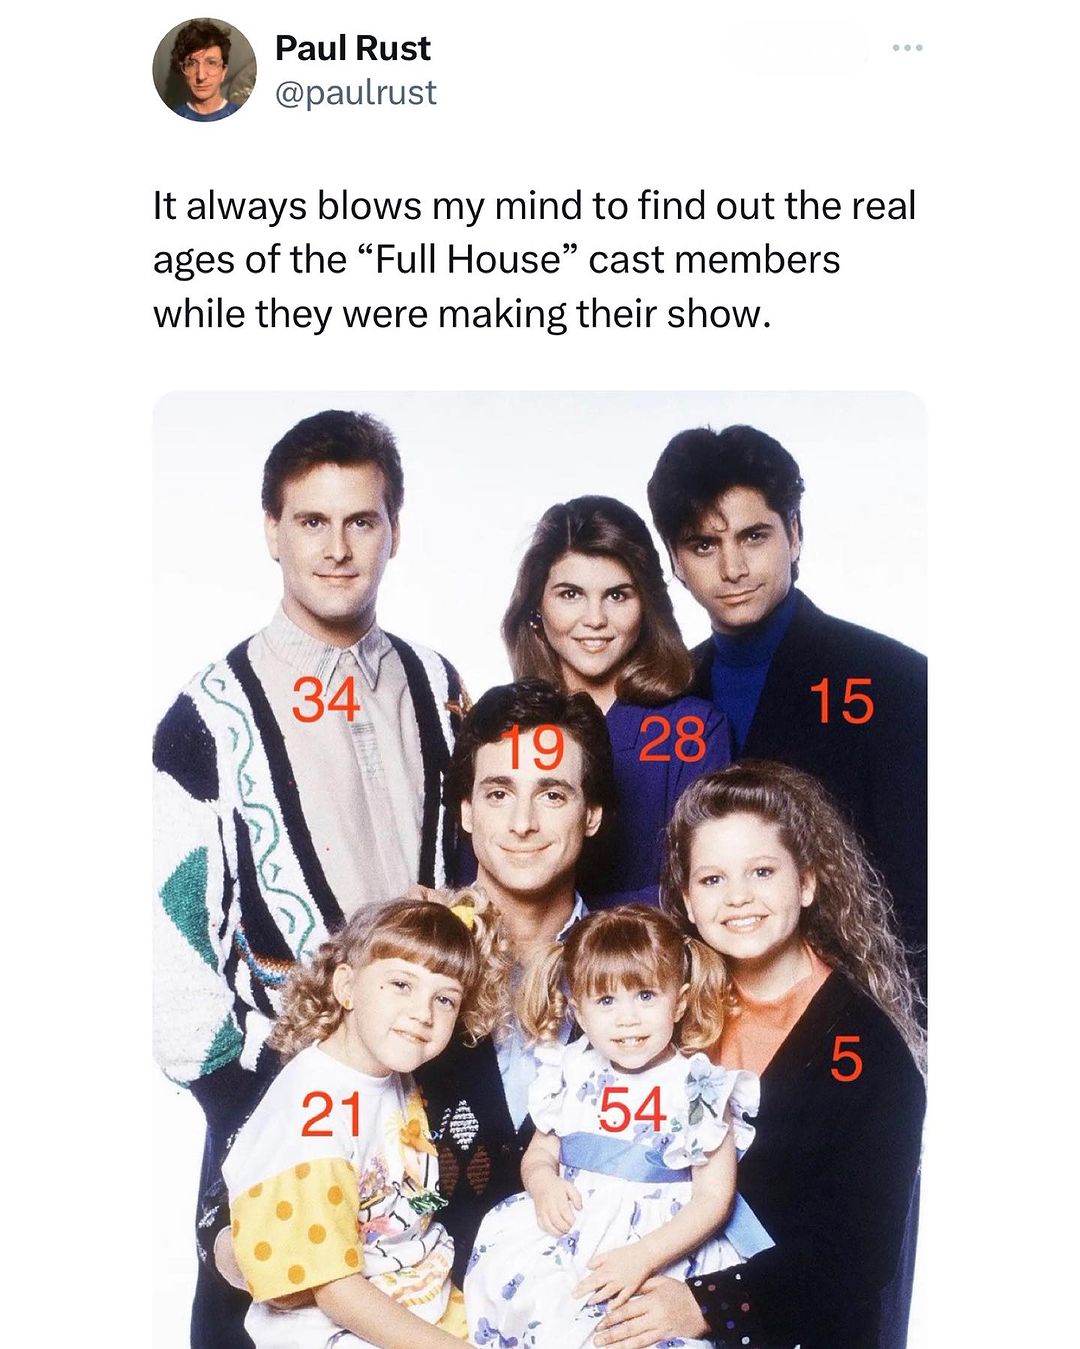 Paul Rust
@paulrust
It always blows my mind to find out the real
ages of the “Full House” cast members
while they were making their show.
34
15
19
28
5
21
54